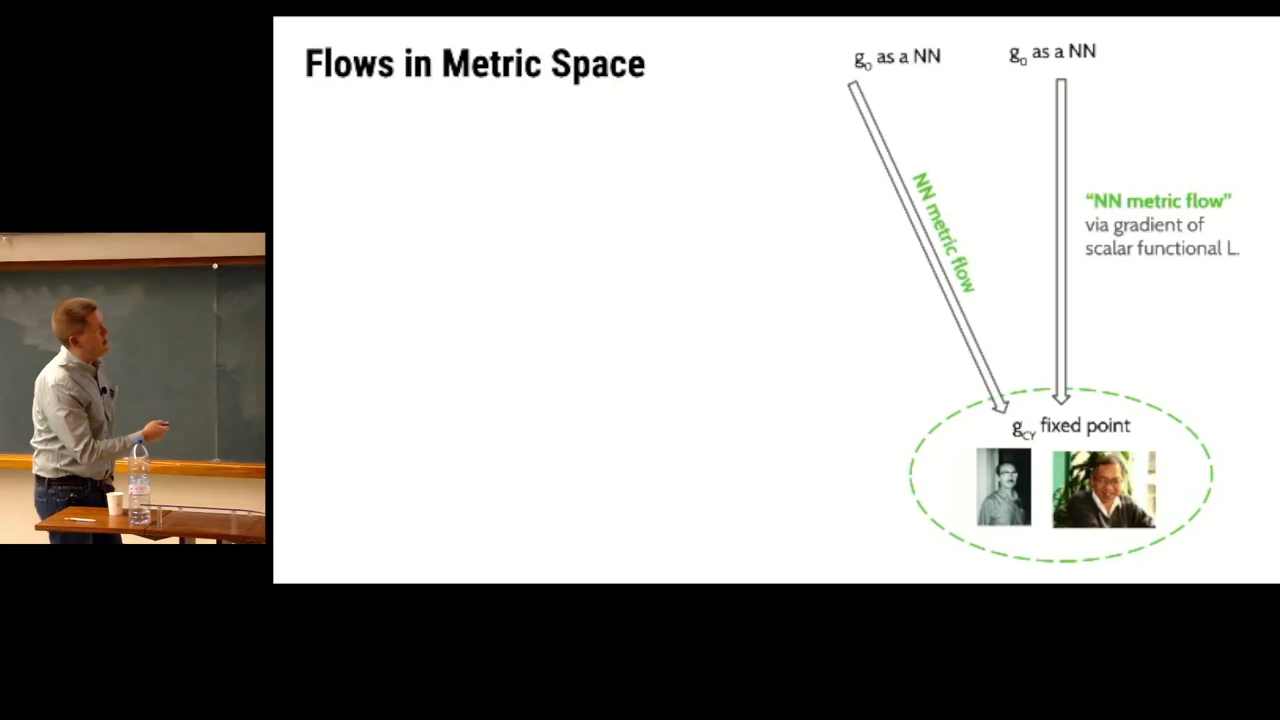 Flows in Metric Space
g₀ as a NN
g₀ as a NN
NN metric flow
“NN metric flow”
via gradient of
scalar functional L.
g_CY fixed point